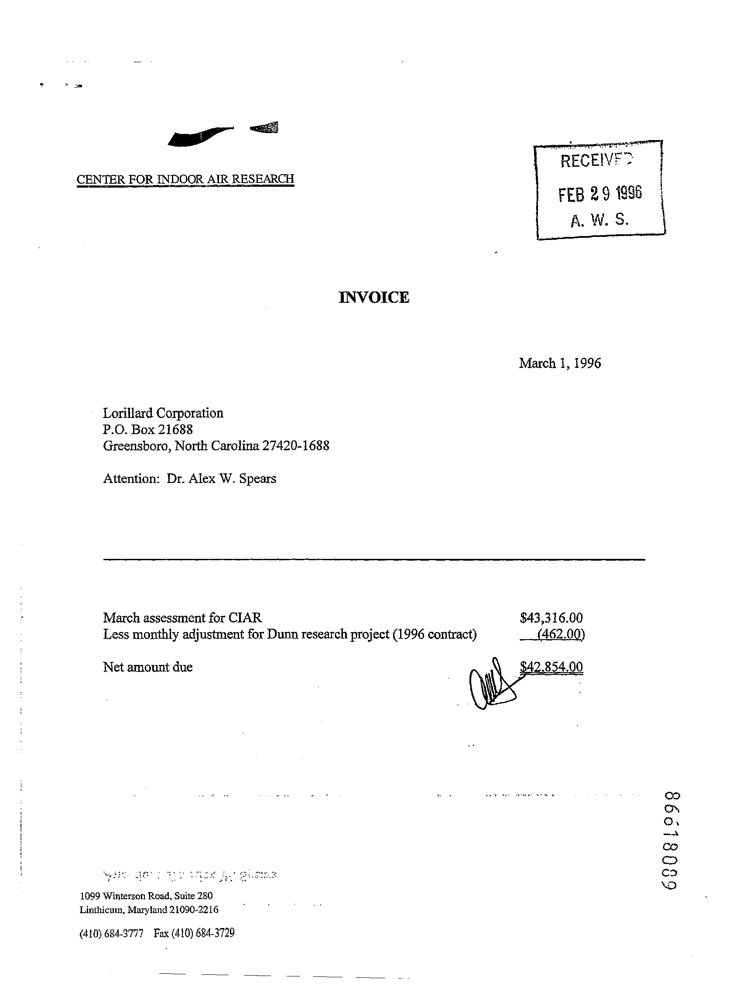 CENTER FOR INDOOR AIR RESEARCH
RECEIVED
FEB 29 1996
A. W. S.
INVOICE
March 1, 1996
Lorillard Corporation
P.O. Box 21688
Greensboro, North Carolina 27420-1688
Attention: Dr. Alex W. Spears
March assessment for CIAR $43,316.00
Less monthly adjustment for Dunn research project (1996 contract) (462.00)
Net amount due $42,854.00
1099 Winterson Road, Suite 280
Linthicum, Maryland 21090-2216
(410) 684-3777 Fax (410) 684-3729